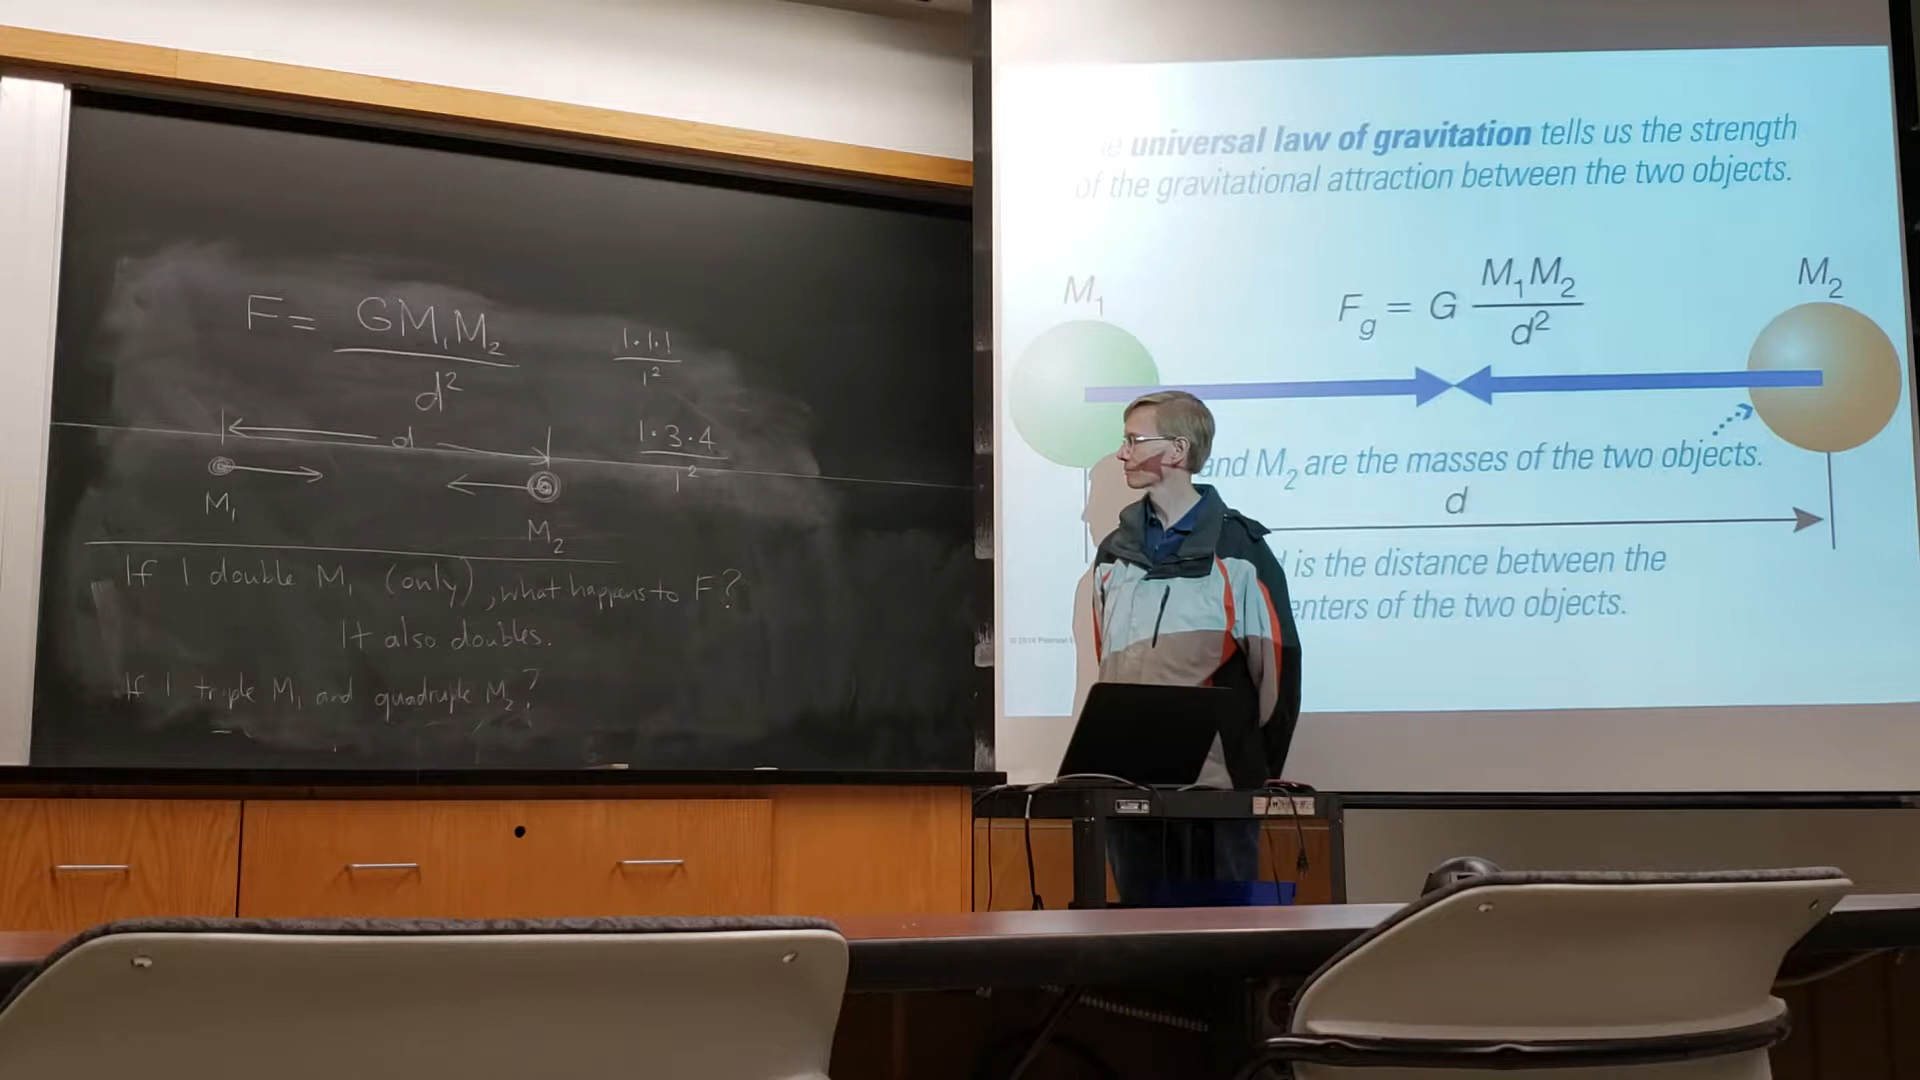 F = GM₁M₂ / d²
1·1·1 / 1²
d
1·3·4 / 1²
M₁
M₂
If I double M₁ (only), what happens to F?
It also doubles.
If I triple M₁ and quadruple M₂?
e universal law of gravitation tells us the strength
of the gravitational attraction between the two objects.
M₁
M₂
F_g = G M₁M₂ / d²
and M₂ are the masses of the two objects.
d
is the distance between the
enters of the two objects.